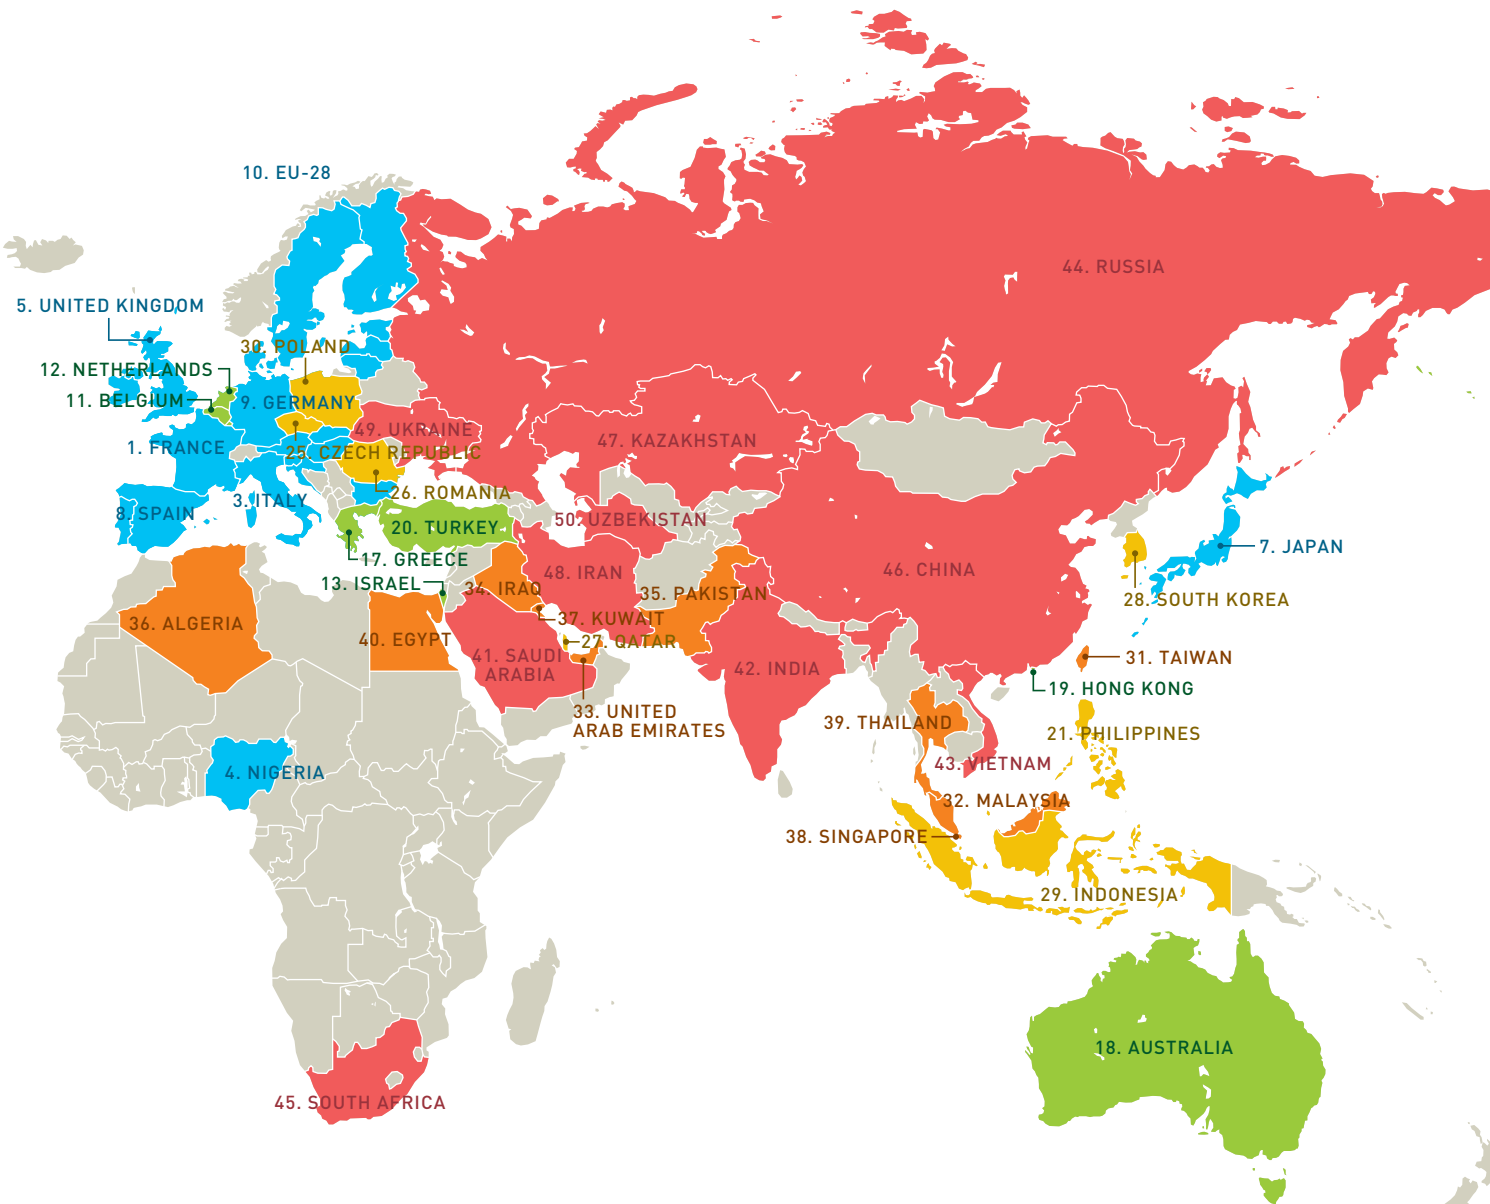 10. EU-28
44. RUSSIA
5. UNITED KINGDOM
30. POLAND
12. NETHERLANDS
11. BELGIUM
9. GERMANY
49. UKRAINE
47. KAZAKHSTAN
1. FRANCE
25. CZECH REPUBLIC
26. ROMANIA
3. ITALY
8. SPAIN
20. TURKEY
50. UZBEKISTAN
7. JAPAN
17. GREECE
48. IRAN
46. CHINA
13. ISRAEL
34. IRAQ
35. PAKISTAN
28. SOUTH KOREA
37. KUWAIT
36. ALGERIA
40. EGYPT
27. QATAR
41. SAUDI
ARABIA
42. INDIA
31. TAIWAN
19. HONG KONG
33. UNITED
ARAB EMIRATES
39. THAILAND
21. PHILIPPINES
43. VIETNAM
4. NIGERIA
32. MALAYSIA
38. SINGAPORE
29. INDONESIA
18. AUSTRALIA
45. SOUTH AFRICA